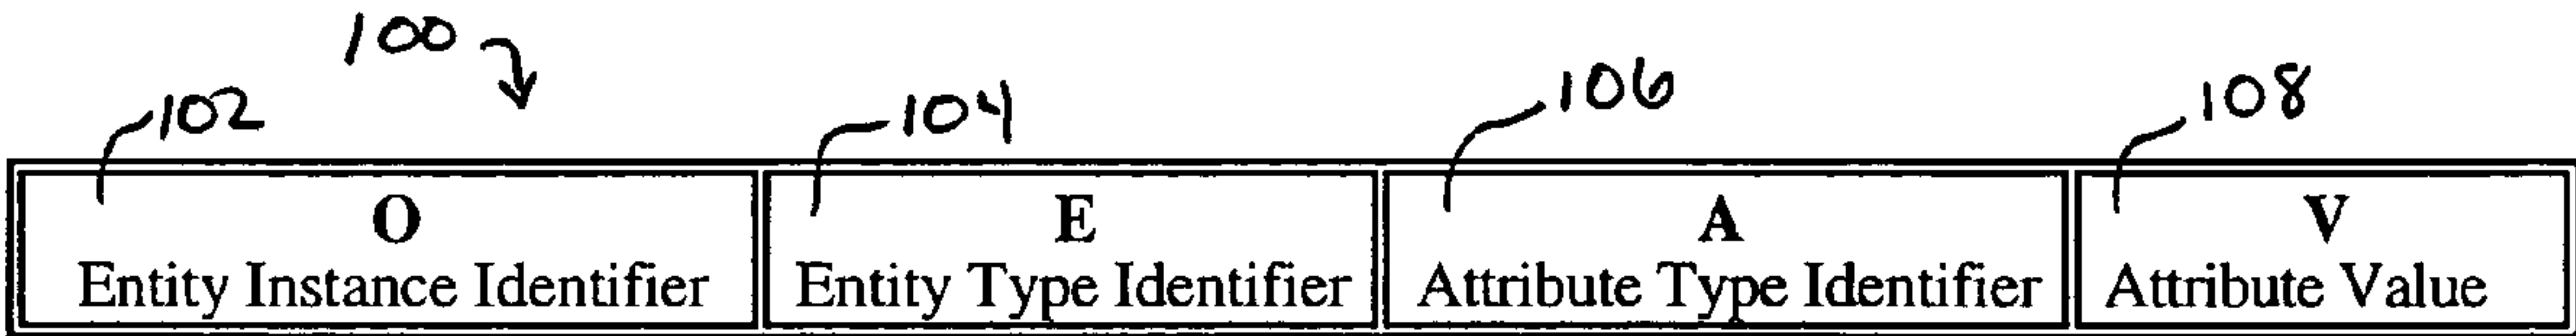 100
102 104 106 108
O E A V
Entity Instance Identifier Entity Type Identifier Attribute Type Identifier Attribute Value